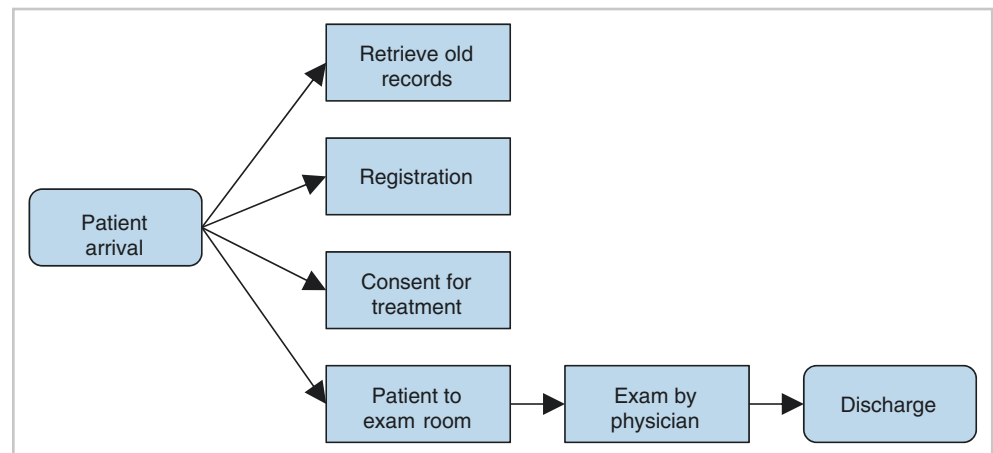 Retrieve old
records
Registration
Patient
arrival
Consent for
treatment
Patient to
exam room
Exam by
physician
Discharge